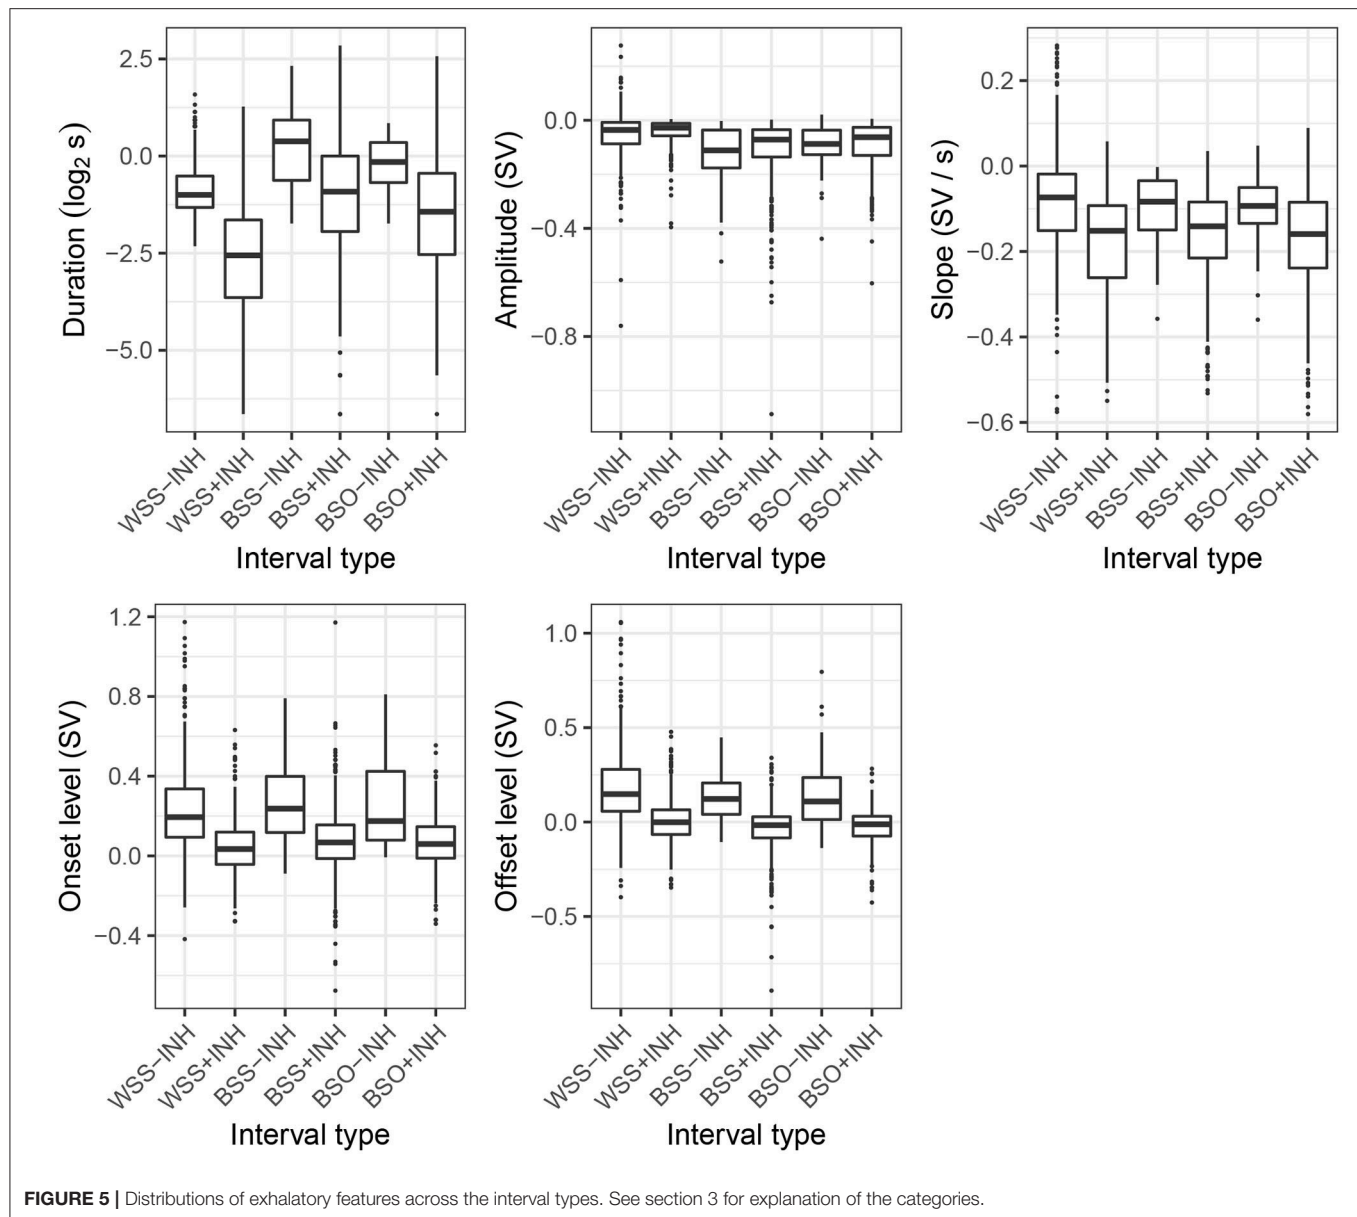 2.5
0.0
−2.5
−5.0
Duration (log2 s)
WSS−INH
WSS+INH
BSS−INH
BSS+INH
BSO−INH
BSO+INH
Interval type
0.0
−0.4
−0.8
Amplitude (SV)
WSS−INH
WSS+INH
BSS−INH
BSS+INH
BSO−INH
BSO+INH
Interval type
0.2
0.0
−0.2
−0.4
−0.6
Slope (SV / s)
WSS−INH
WSS+INH
BSS−INH
BSS+INH
BSO−INH
BSO+INH
Interval type
1.2
0.8
0.4
0.0
−0.4
Onset level (SV)
WSS−INH
WSS+INH
BSS−INH
BSS+INH
BSO−INH
BSO+INH
Interval type
1.0
0.5
0.0
−0.5
Offset level (SV)
WSS−INH
WSS+INH
BSS−INH
BSS+INH
BSO−INH
BSO+INH
Interval type
FIGURE 5 | Distributions of exhalatory features across the interval types. See section 3 for explanation of the categories.